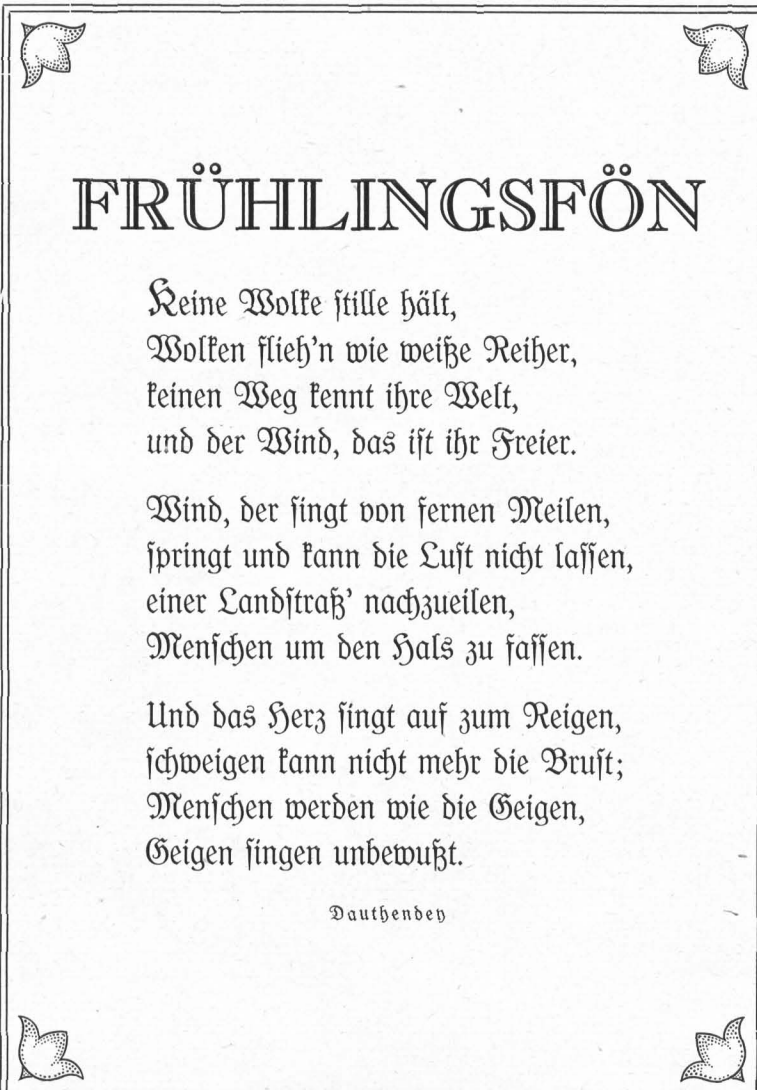 FRÜHLINGSFÖN
Keine Wolke stille hält,
Wolken flieh'n wie weiße Reiher,
keinen Weg kennt ihre Welt,
und der Wind, das ist ihr Freier.
Wind, der singt von fernen Meilen,
springt und kann die Lust nicht lassen,
einer Landstraß' nachzueilen,
Menschen um den Hals zu fassen.
Und das Herz singt auf zum Reigen,
schweigen kann nicht mehr die Brust;
Menschen werden wie die Geigen,
Geigen singen unbewußt.
Dauthendey